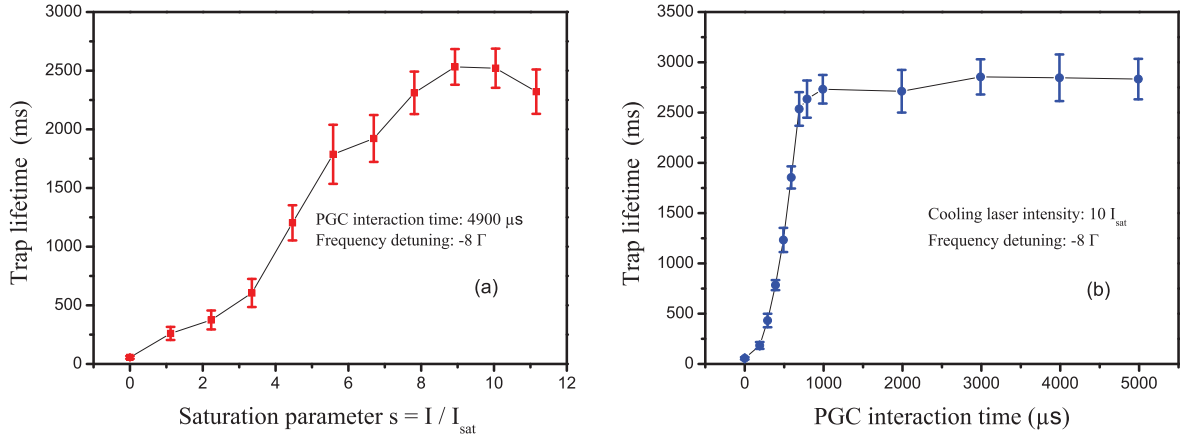 3000
2500
2000
1500
1000
500
0
Trap lifetime (ms)
PGC interaction time: 4900 μs
Frequency detuning: -8 Γ
(a)
0 2 4 6 8 10 12
Saturation parameter s = I / I_sat
3500
3000
2500
2000
1500
1000
500
0
Trap lifetime (ms)
Cooling laser intensity: 10 I_sat
Frequency detuning: -8 Γ
(b)
0 1000 2000 3000 4000 5000
PGC interaction time (μs)